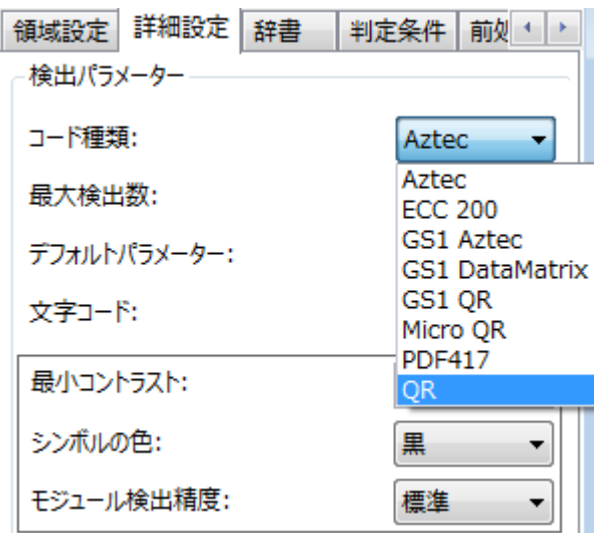 領域設定 詳細設定 辞書 判定条件 前処
検出パラメーター
コード種類: Aztec
最大検出数:
デフォルトパラメーター:
文字コード:
Aztec
ECC 200
GS1 Aztec
GS1 DataMatrix
GS1 QR
Micro QR
PDF417
QR
最小コントラスト:
シンボルの色: 黒
モジュール検出精度: 標準